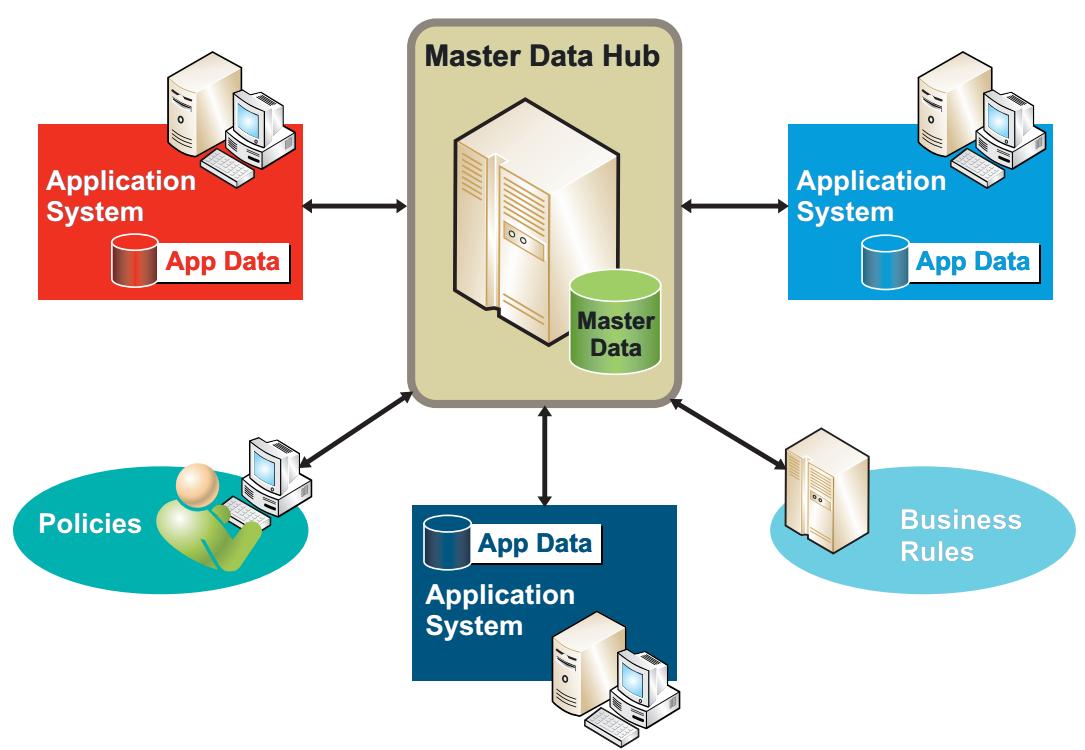 Master Data Hub
Application
System
App Data
Master
Data
Application
System
App Data
Policies
App Data
Application
System
Business
Rules